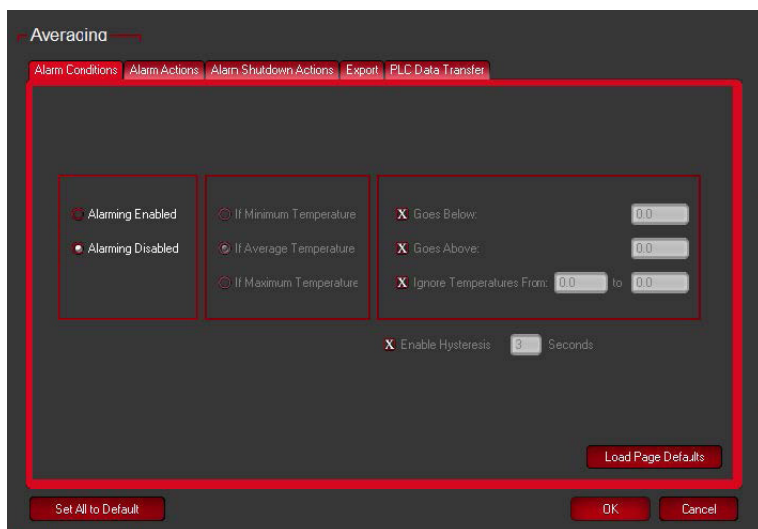 Averaging
Alarm Conditions Alarm Actions Alarm Shutdown Actions Export PLC Data Transfer
Alarming Enabled If Minimum Temperature X Goes Below: 0.0
Alarming Disabled If Average Temperature X Goes Above: 0.0
If Maximum Temperature X Ignore Temperatures From: 0.0 to 0.0
X Enable Hysteresis 3 Seconds
Load Page Defaults
Set All to Default OK Cancel